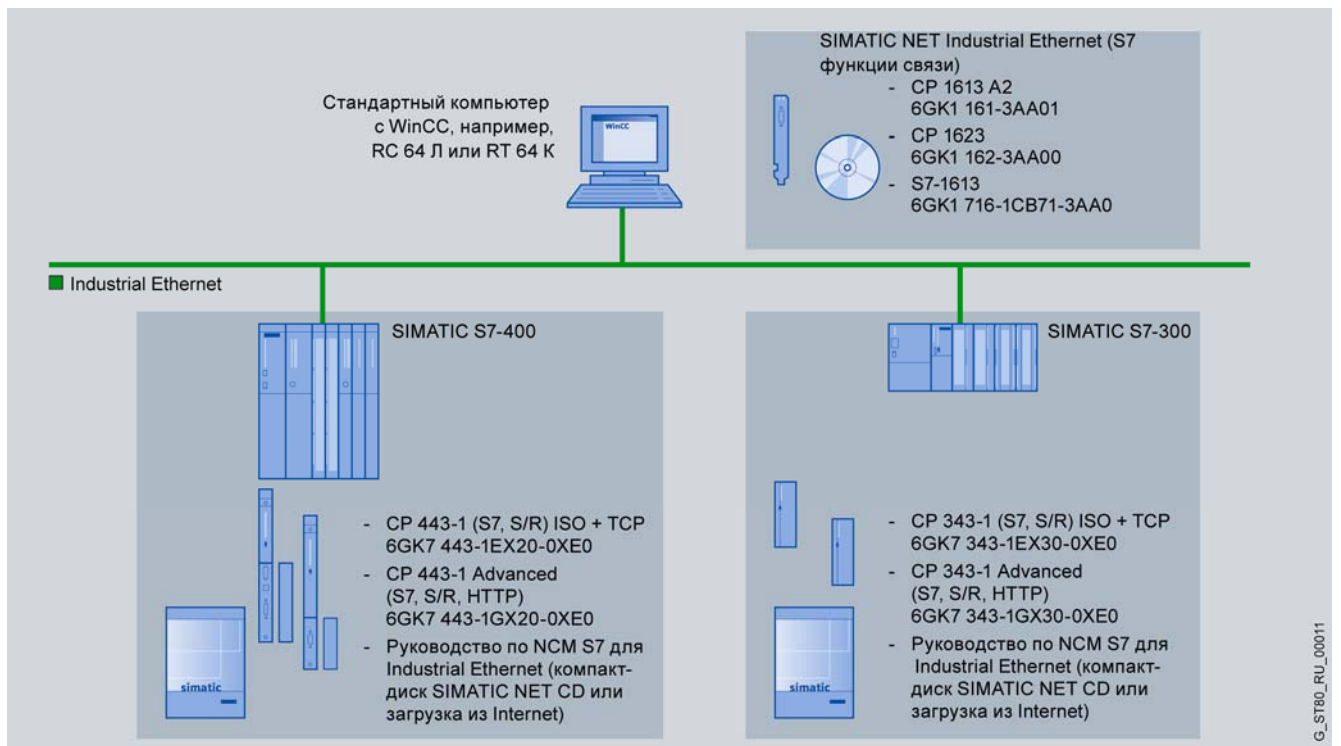 SIMATIC NET Industrial Ethernet (S7
функции связи)
- CP 1613 A2
6GK1 161-3AA01
- CP 1623
6GK1 162-3AA00
- S7-1613
6GK1 716-1CB71-3AA0
Стандартный компьютер
с WinCC, например,
RC 64 Л или RT 64 К
WinCC
Industrial Ethernet
SIMATIC S7-400
- CP 443-1 (S7, S/R) ISO + TCP
6GK7 443-1EX20-0XE0
- CP 443-1 Advanced
(S7, S/R, HTTP)
6GK7 443-1GX20-0XE0
- Руководство по NCM S7 для
Industrial Ethernet (компакт-
диск SIMATIC NET CD или
загрузка из Internet)
simatic
SIMATIC S7-300
- CP 343-1 (S7, S/R) ISO + TCP
6GK7 343-1EX30-0XE0
- CP 343-1 Advanced
(S7, S/R, HTTP)
6GK7 343-1GX30-0XE0
- Руководство по NCM S7 для
Industrial Ethernet (компакт-
диск SIMATIC NET CD или
загрузка из Internet)
simatic
G_ST80_RU_00011